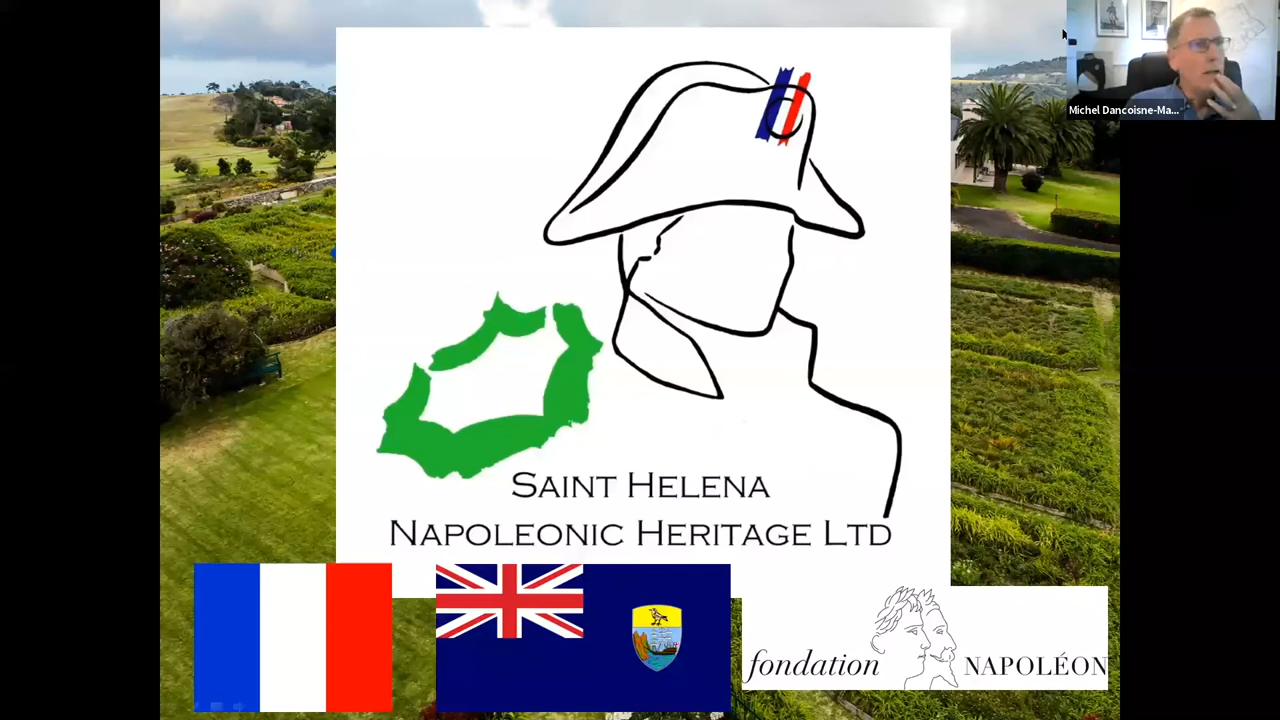 Michel Dancoisne-Ma...
SAINT HELENA
NAPOLEONIC HERITAGE LTD
fondation NAPOLÉON